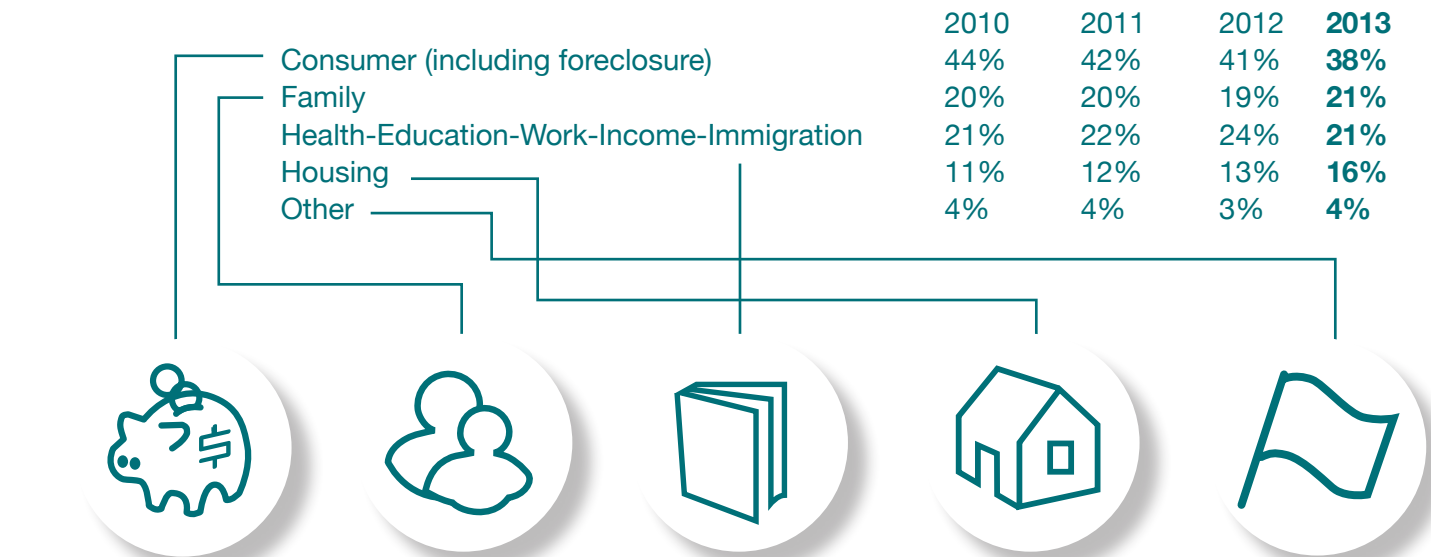 2010 2011 2012 2013
Consumer (including foreclosure) 44% 42% 41% 38%
Family 20% 20% 19% 21%
Health-Education-Work-Income-Immigration 21% 22% 24% 21%
Housing 11% 12% 13% 16%
Other 4% 4% 3% 4%
$